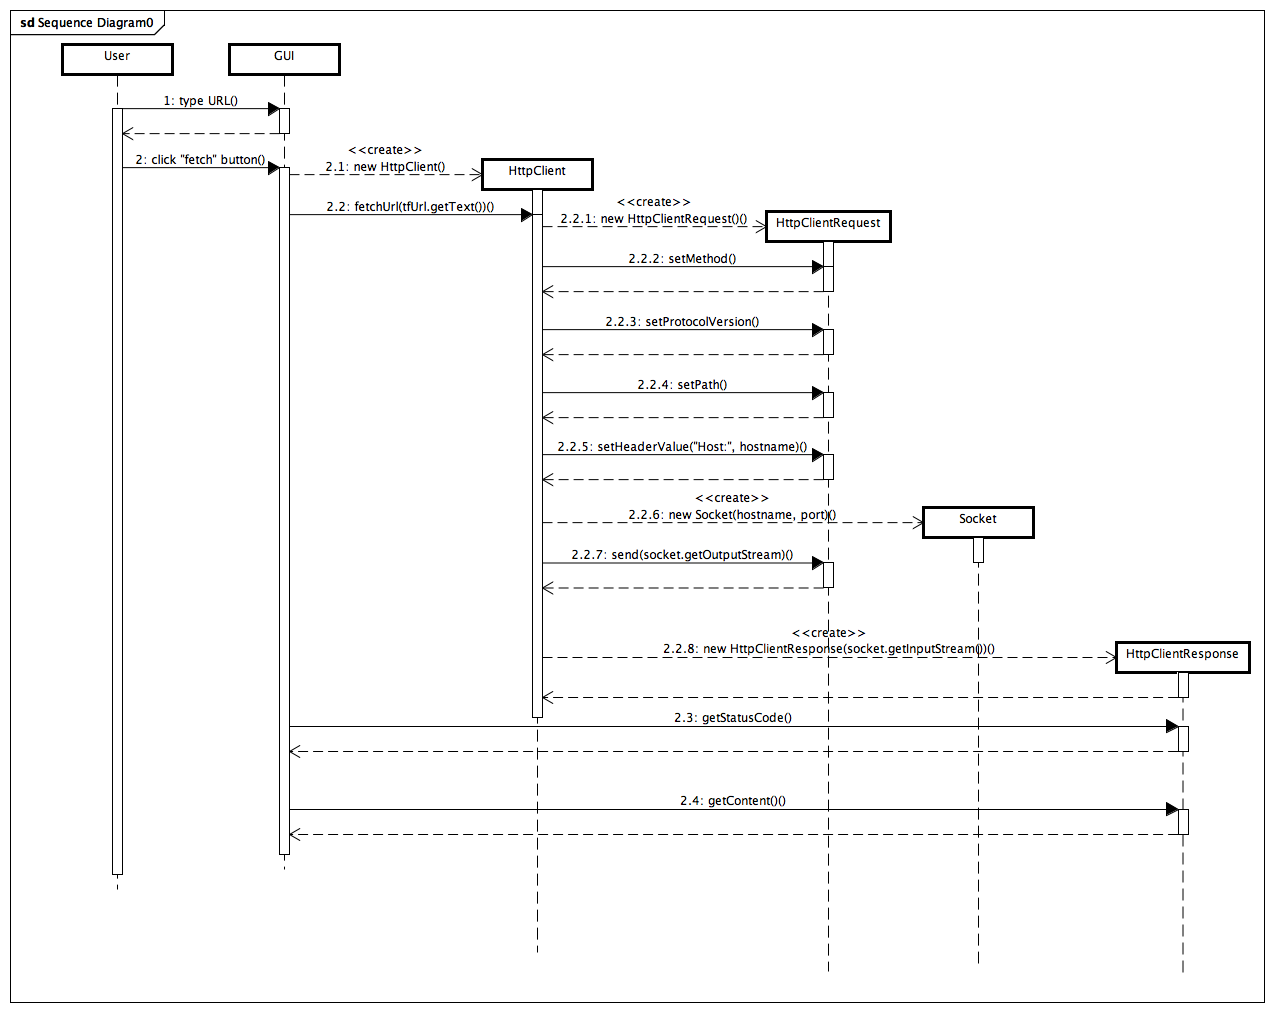 sd Sequence Diagram0
User
GUI
1: type URL()
<<create>>
2: click "fetch" button()
2.1: new HttpClient()
HttpClient
<<create>>
2.2: fetchUrl(tfUrl.getText())()
2.2.1: new HttpClientRequest()()
HttpClientRequest
2.2.2: setMethod()
2.2.3: setProtocolVersion()
2.2.4: setPath()
2.2.5: setHeaderValue("Host:", hostname)()
<<create>>
2.2.6: new Socket(hostname, port)()
Socket
2.2.7: send(socket.getOutputStream)()
<<create>>
2.2.8: new HttpClientResponse(socket.getInputStream())()
HttpClientResponse
2.3: getStatusCode()
2.4: getContent()()